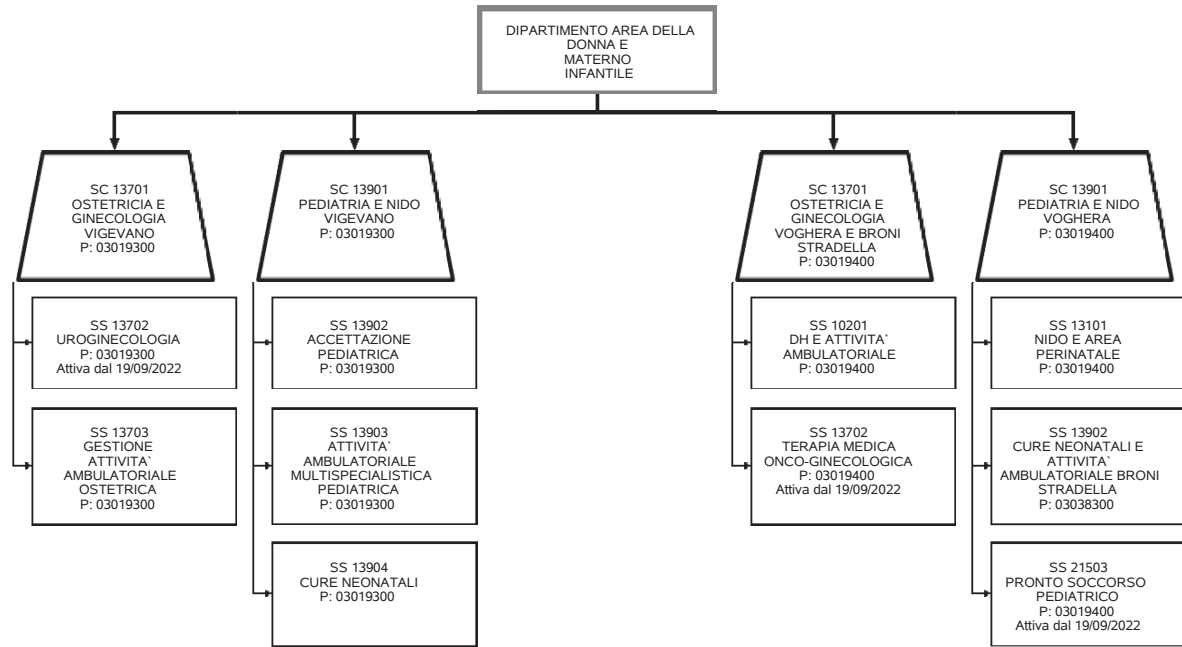 DIPARTIMENTO AREA DELLA
DONNA E
MATERNO
INFANTILE
SC 13701
OSTETRICIA E
GINECOLOGIA
VIGEVANO
P: 03019300
SC 13901
PEDIATRIA E NIDO
VIGEVANO
P: 03019300
SC 13701
OSTETRICIA E
GINECOLOGIA
VOGHERA E BRONI
STRADELLA
P: 03019400
SC 13901
PEDIATRIA E NIDO
VOGHERA
P: 03019400
SS 13702
UROGINECOLOGIA
P: 03019300
Attiva dal 19/09/2022
SS 13902
ACCETTAZIONE
PEDIATRICA
P: 03019300
SS 10201
DH E ATTIVITA`
AMBULATORIALE
P: 03019400
SS 13101
NIDO E AREA
PERINATALE
P: 03019400
SS 13703
GESTIONE
ATTIVITA`
AMBULATORIALE
OSTETRICA
P: 03019300
SS 13903
ATTIVITA`
AMBULATORIALE
MULTISPECIALISTICA
PEDIATRICA
P: 03019300
SS 13702
TERAPIA MEDICA
ONCO-GINECOLOGICA
P: 03019400
Attiva dal 19/09/2022
SS 13902
CURE NEONATALI E
ATTIVITA`
AMBULATORIALE BRONI
STRADELLA
P: 03038300
SS 13904
CURE NEONATALI
P: 03019300
SS 21503
PRONTO SOCCORSO
PEDIATRICO
P: 03019400
Attiva dal 19/09/2022